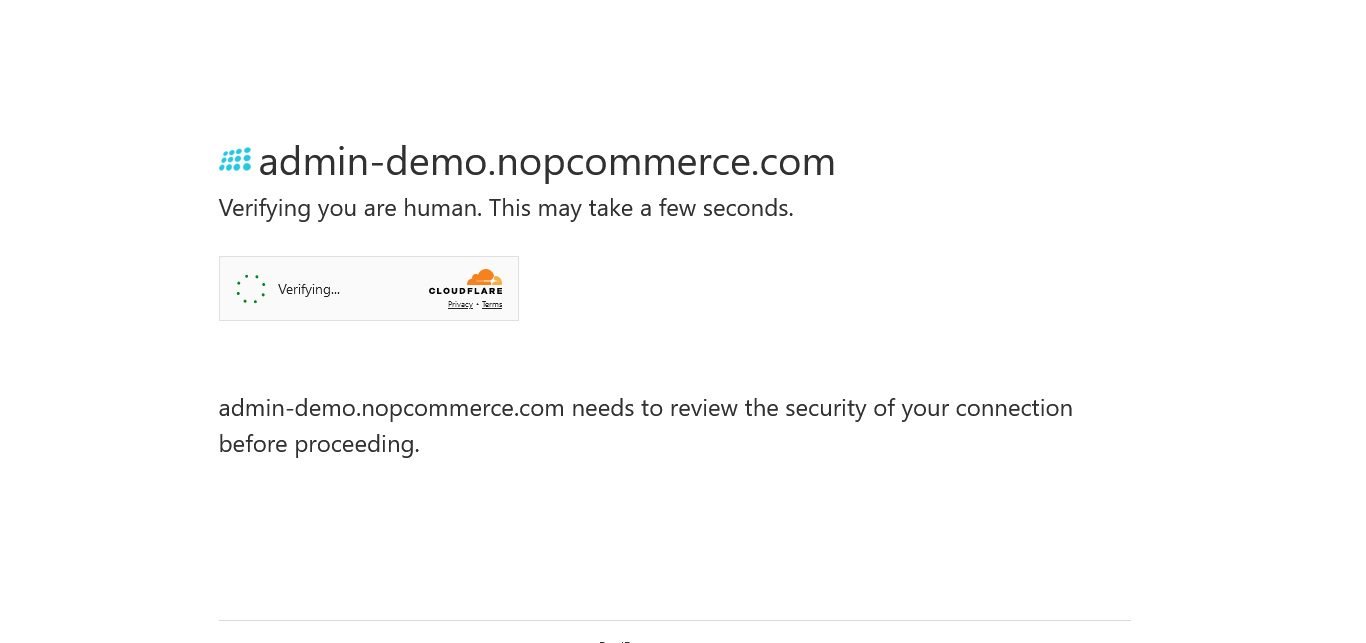 admin-demo.nopcommerce.com
Verifying you are human. This may take a few seconds.
Verifying...
CLOUDFLARE
Privacy • Terms
admin-demo.nopcommerce.com needs to review the security of your connection
before proceeding.